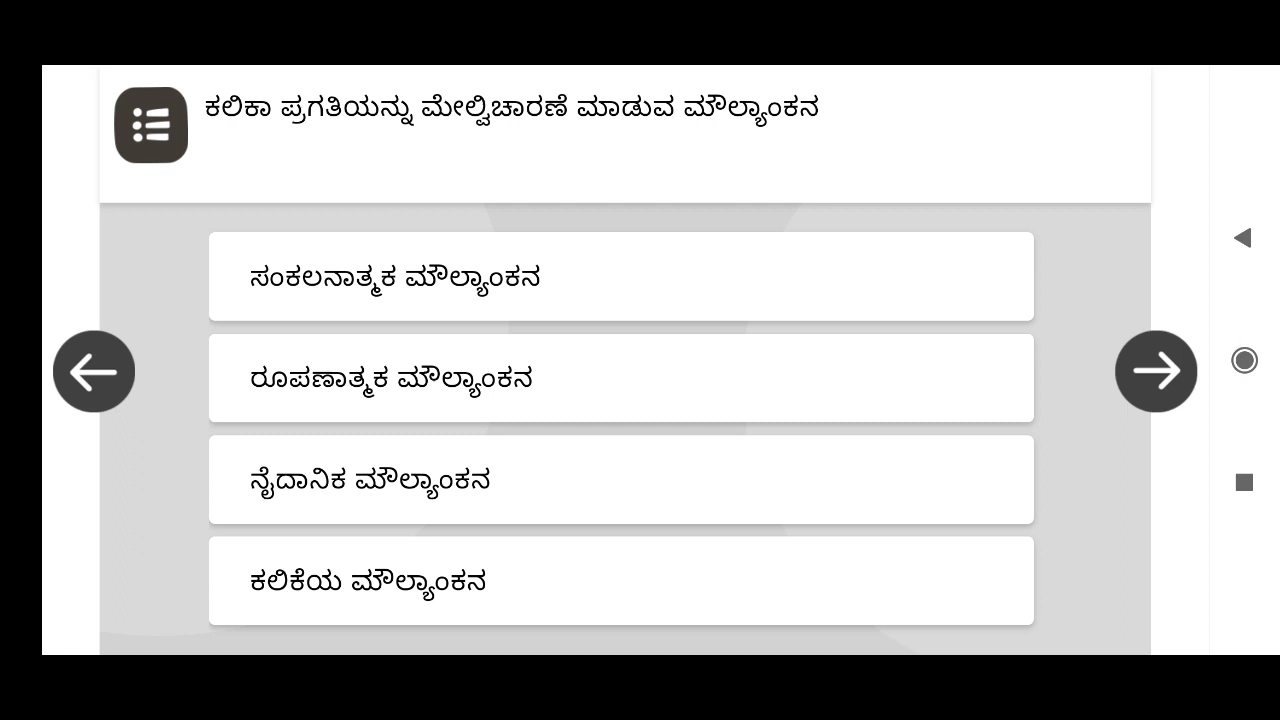 ಕಲಿಕಾ ಪ್ರಗತಿಯನ್ನು ಮೇಲ್ವಿಚಾರಣೆ ಮಾಡುವ ಮೌಲ್ಯಾಂಕನ
ಸಂಕಲನಾತ್ಮಕ ಮೌಲ್ಯಾಂಕನ
ರೂಪಣಾತ್ಮಕ ಮೌಲ್ಯಾಂಕನ
ನೈದಾನಿಕ ಮೌಲ್ಯಾಂಕನ
ಕಲಿಕೆಯ ಮೌಲ್ಯಾಂಕನ